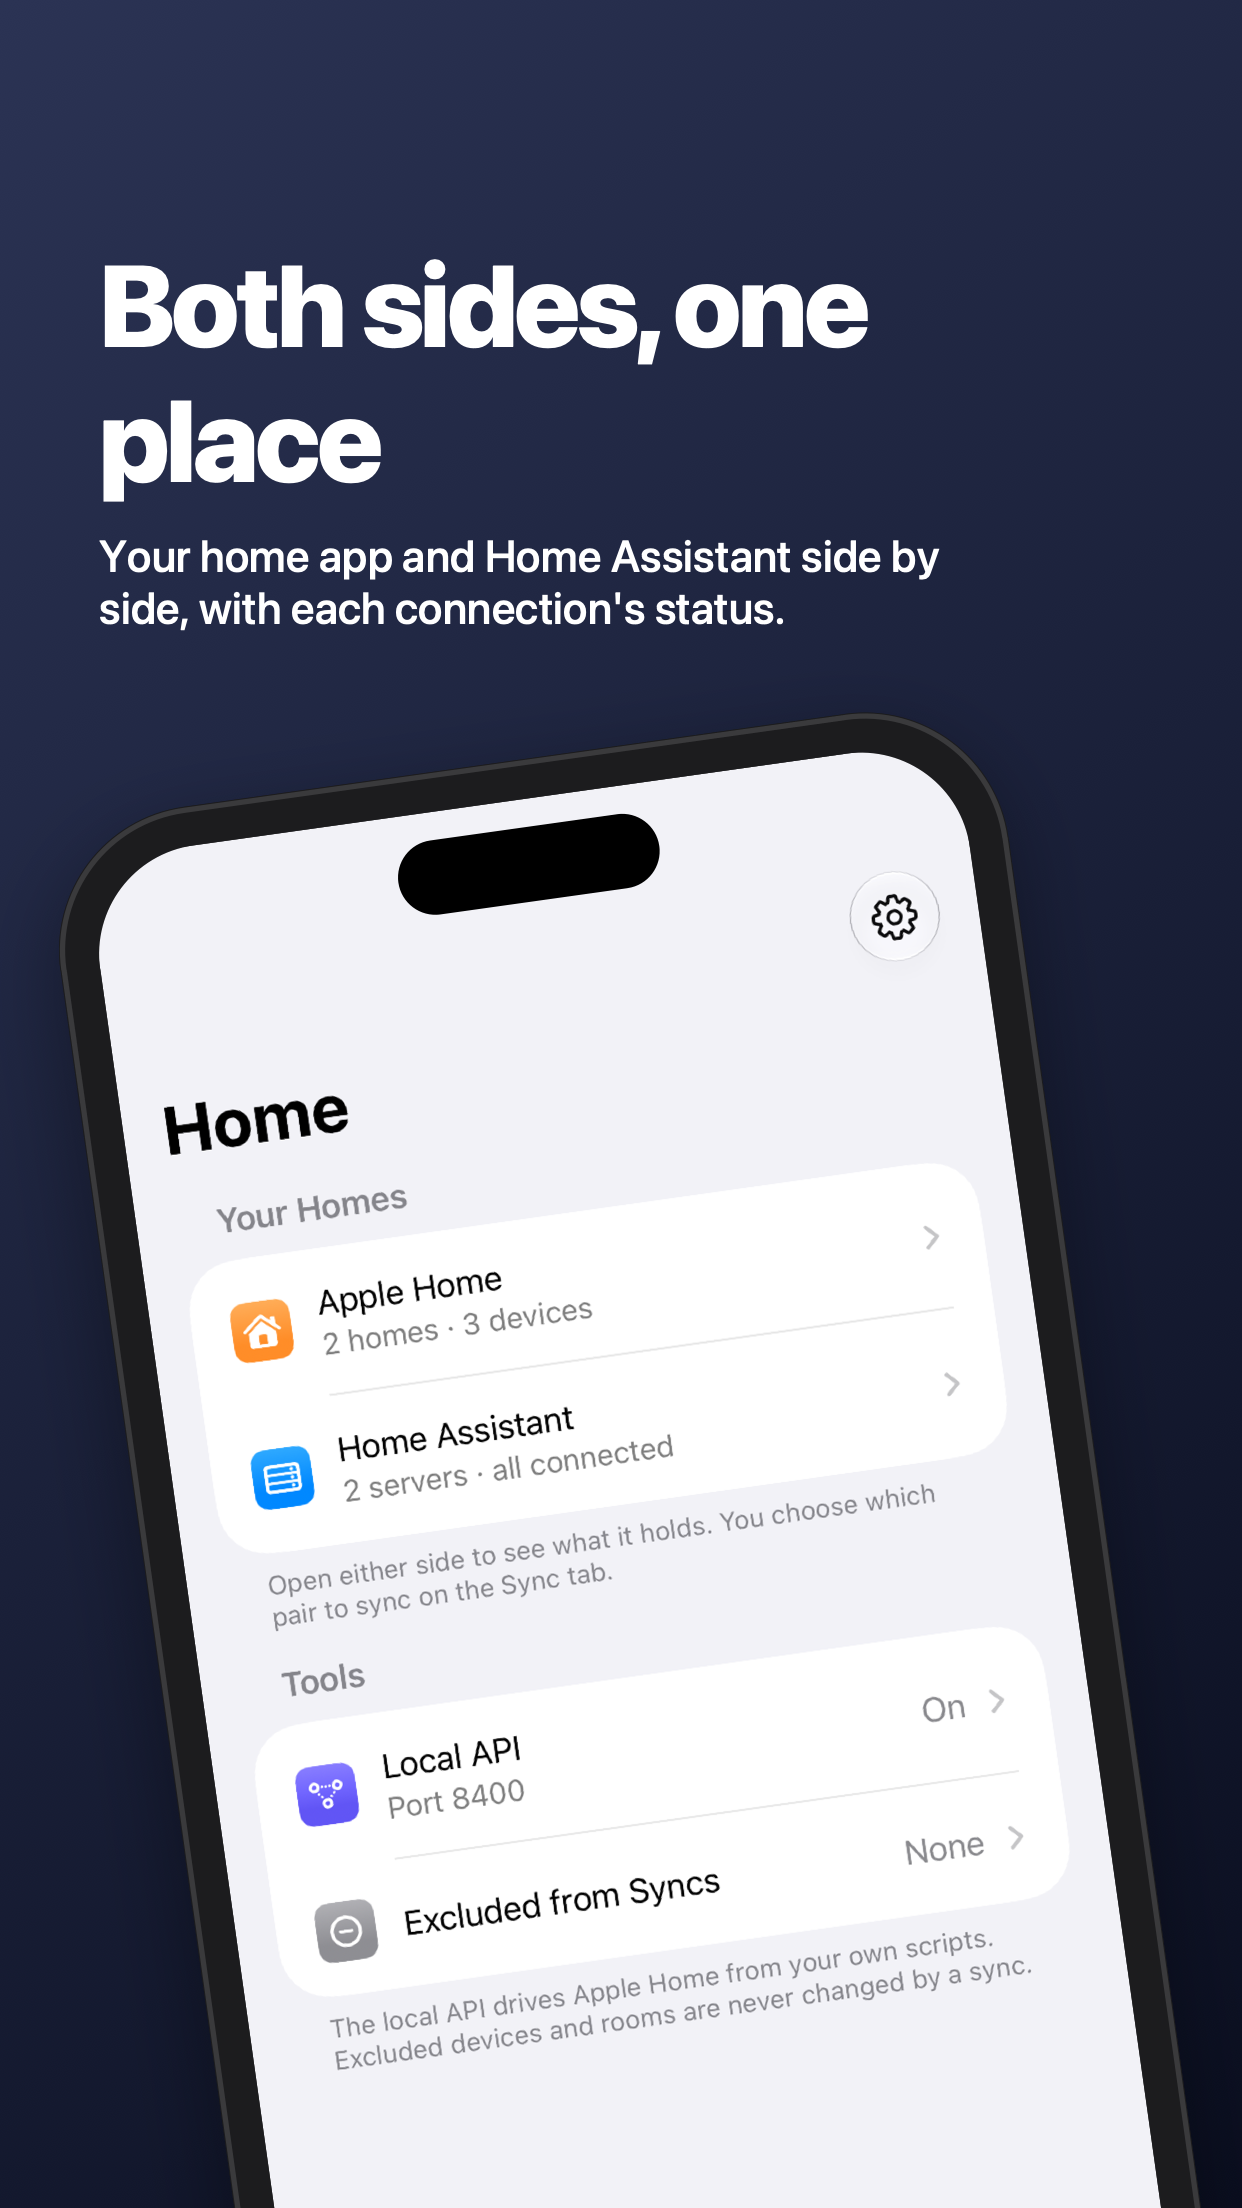 Both sides, one
place
Your home app and Home Assistant side by
side, with each connection's status.
Home
Your Homes
Apple Home
2 homes · 3 devices
Home Assistant
2 servers · all connected
Open either side to see what it holds. You choose which
pair to sync on the Sync tab.
Tools
Local API
On
Port 8400
Excluded from Syncs
None
The local API drives Apple Home from your own scripts.
Excluded devices and rooms are never changed by a sync.